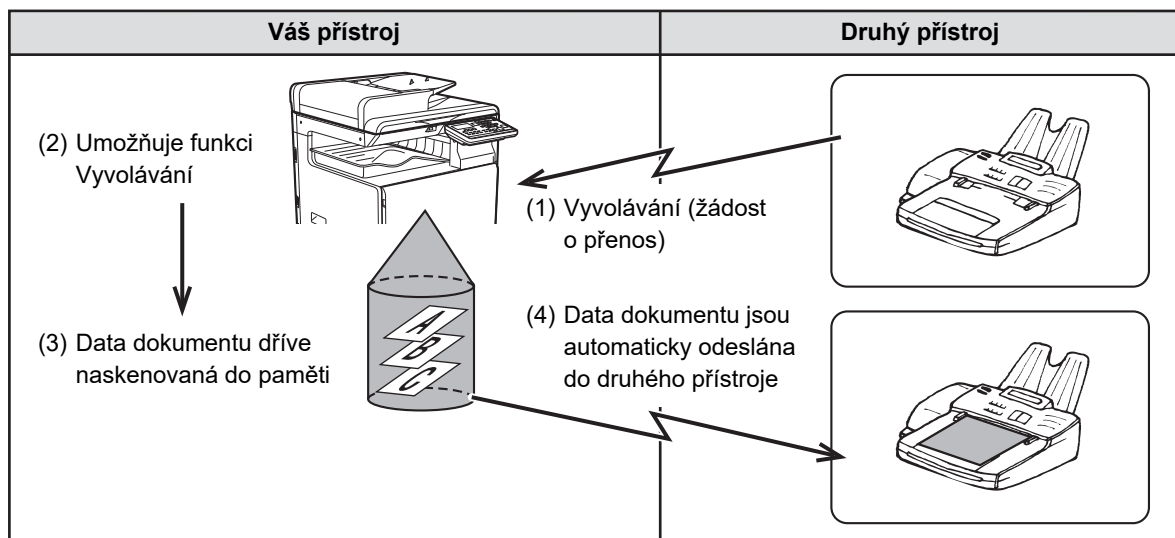 Váš přístroj
Druhý přístroj
(2) Umožňuje funkci
Vyvolávání
(1) Vyvolávání (žádost
o přenos)
(3) Data dokumentu dříve
naskenovaná do paměti
A
B
C
(4) Data dokumentu jsou
automaticky odeslána
do druhého přístroje